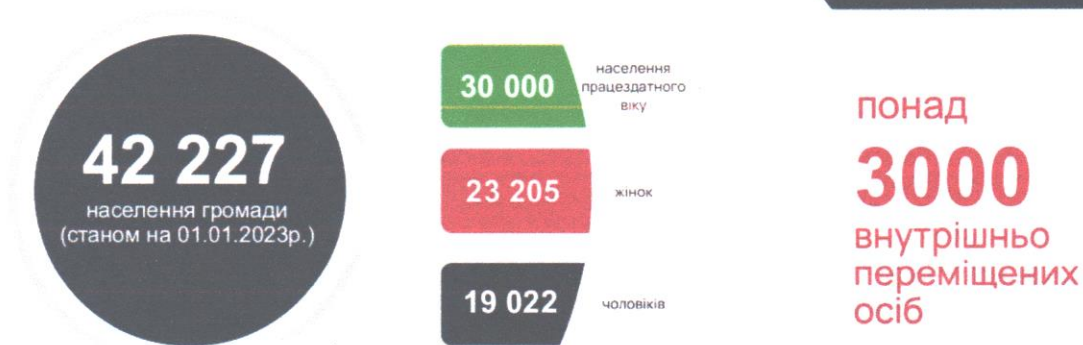 42 227
населення громади
(станом на 01.01.2023р.)
30 000
населення
працездатного
віку
23 205
жінок
19 022
чоловіків
понад
3000
внутрішньо
переміщених
осіб